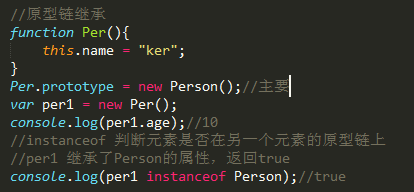 //原型链继承
function Per(){
    this.name = "ker";
}
Per.prototype = new Person();//主要
var per1 = new Per();
console.log(per1.age);//10
//instanceof 判断元素是否在另一个元素的原型链上
//per1 继承了Person的属性，返回true
console.log(per1 instanceof Person);//true